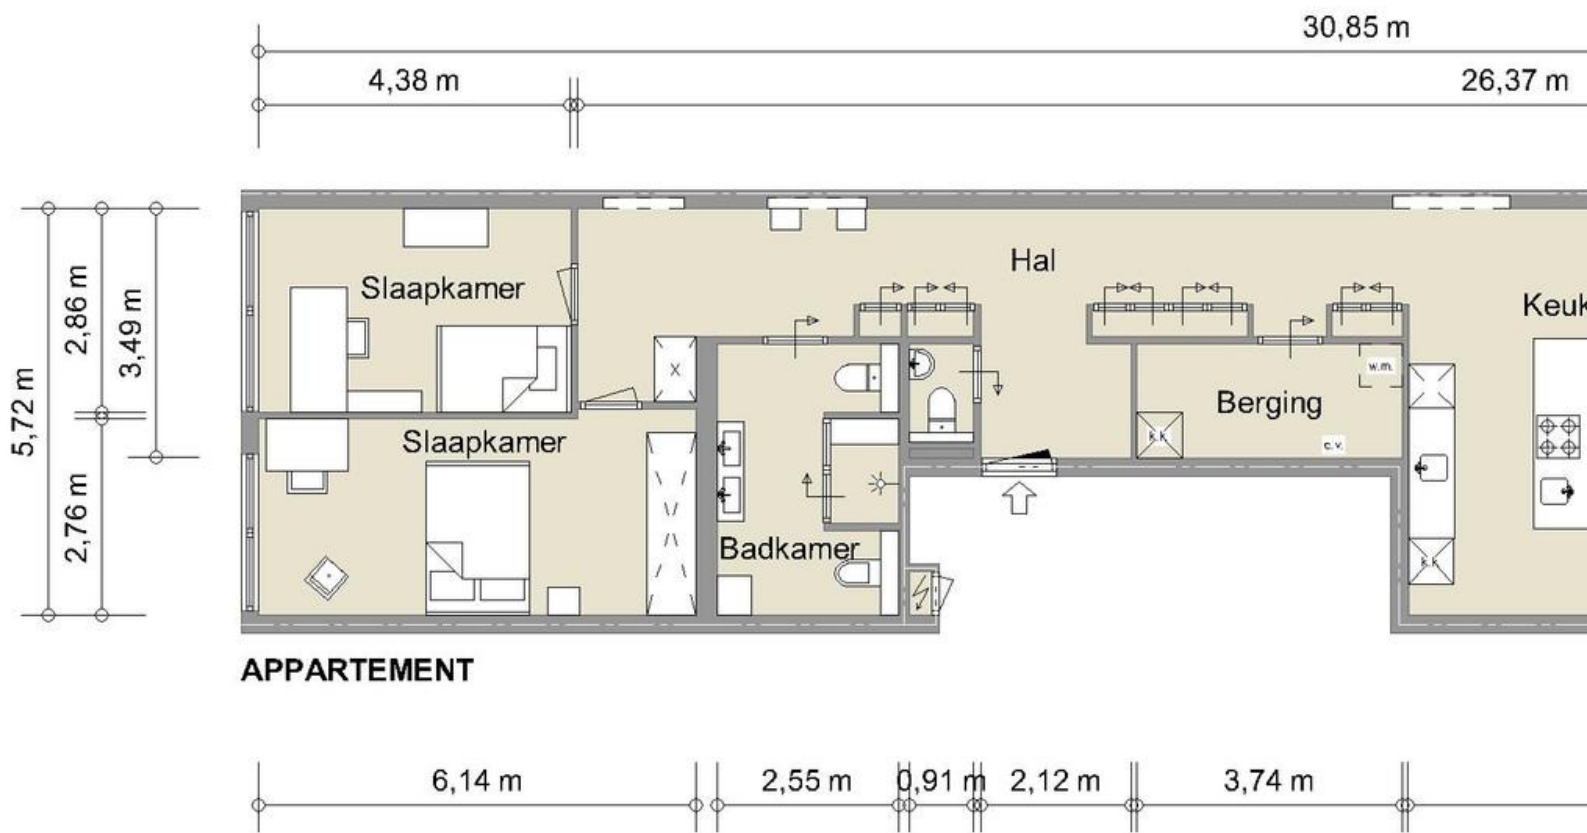 30,85 m
4,38 m
26,37 m
5,72 m
2,86 m
3,49 m
2,76 m
Slaapkamer
Hal
Keuk
X
w.m.
Berging
k.k.
c.v.
Slaapkamer
Badkamer
k.k.
APPARTEMENT
6,14 m
2,55 m
0,91 m
2,12 m
3,74 m